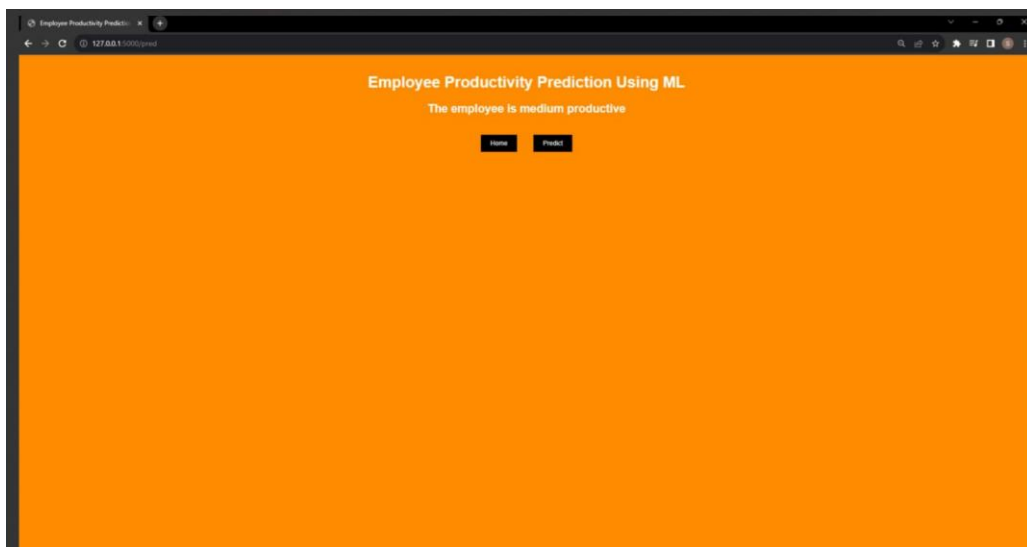 Employee Productivity Predictio
127.0.0.1:5000/pred
Employee Productivity Prediction Using ML
The employee is medium productive
Home Predict